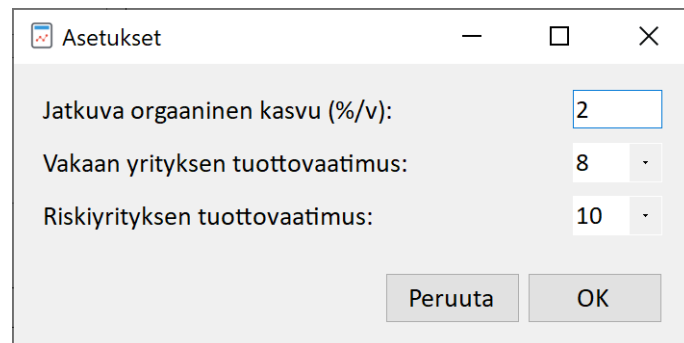 Asetukset
Jatkuva orgaaninen kasvu (%/v): 2
Vakaan yrityksen tuottovaatimus: 8
Riskiyrityksen tuottovaatimus: 10
Peruuta OK